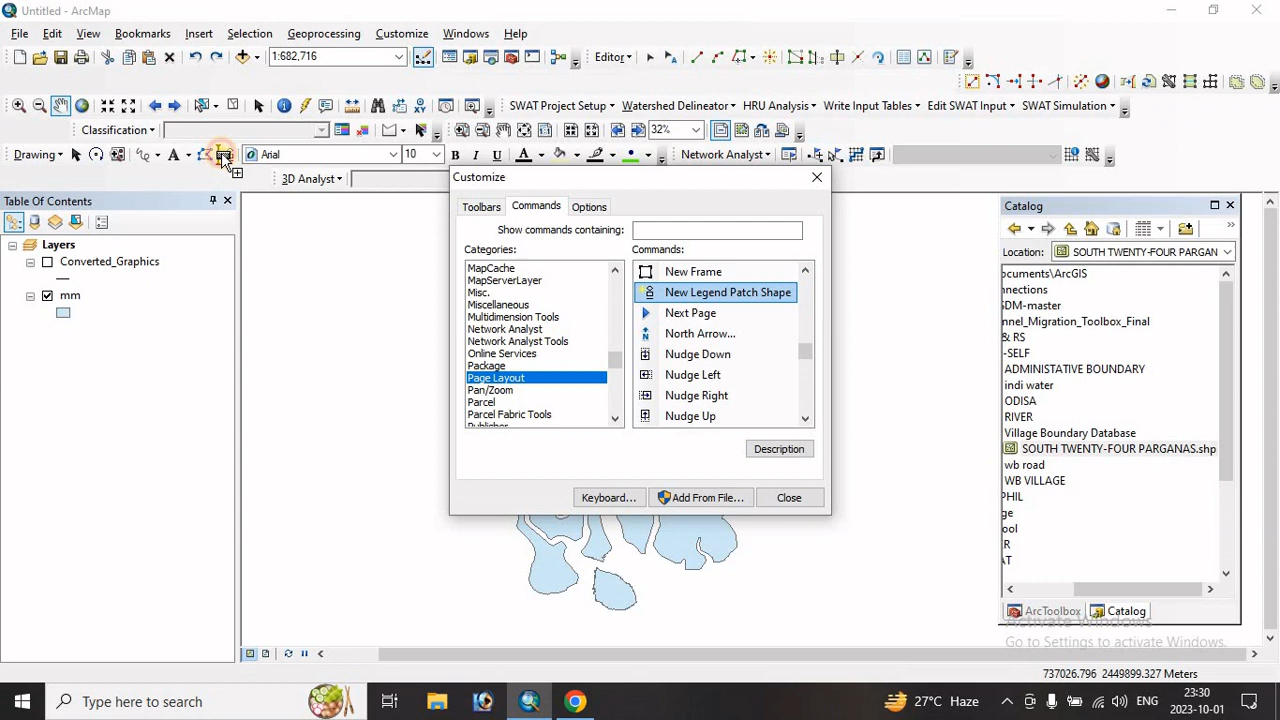 Untitled - ArcMap
File Edit View Bookmarks Insert Selection Geoprocessing Customize Windows Help
1:682,716
Editor
SWAT Project Setup Watershed Delineator HRU Analysis Write Input Tables Edit SWAT Input SWAT Simulation
Classification
32%
Drawing
A
Arial
10
B I U A
Network Analyst
3D Analyst
Table Of Contents
Layers
Converted_Graphics
mm
Customize
Toolbars Commands Options
Show commands containing:
Categories:
Commands:
MapCache
MapServerLayer
Misc.
Miscellaneous
Multidimension Tools
Network Analyst
Network Analyst Tools
Online Services
Package
Page Layout
Pan/Zoom
Parcel
Parcel Fabric Tools
Publisher
New Frame
New Legend Patch Shape
Next Page
North Arrow...
Nudge Down
Nudge Left
Nudge Right
Nudge Up
Description
Keyboard...
Add From File...
Close
Catalog
Location: SOUTH TWENTY-FOUR PARGAN
ocuments\ArcGIS
nnections
SDM-master
nnel_Migration_Toolbox_Final
& RS
-SELF
ADMINISTATIVE BOUNDARY
indi water
ODISA
RIVER
Village Boundary Database
SOUTH TWENTY-FOUR PARGANAS.shp
wb road
WB VILLAGE
PHIL
ge
ool
R
AT
ArcToolbox Catalog
Activate Windows
Go to Settings to activate Windows.
737026.796 2449899.327 Meters
Type here to search
27°C Haze
ENG
23:30
2023-10-01